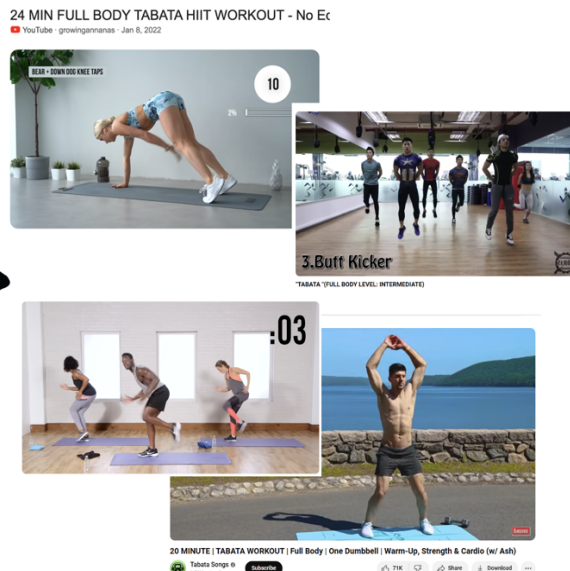 24 MIN FULL BODY TABATA HIIT WORKOUT - No Ec
YouTube · growingannanas · Jan 8, 2022
BEAR + DOWN DOG KNEE TAPS
10
2%
3.Butt Kicker
"TABATA "(FULL BODY LEVEL: INTERMEDIATE)
:03
20 MINUTE | TABATA WORKOUT | Full Body | One Dumbbell | Warm-Up, Strength & Cardio (w/ Ash)
Tabata Songs
Subscribe
71K
Share
Download